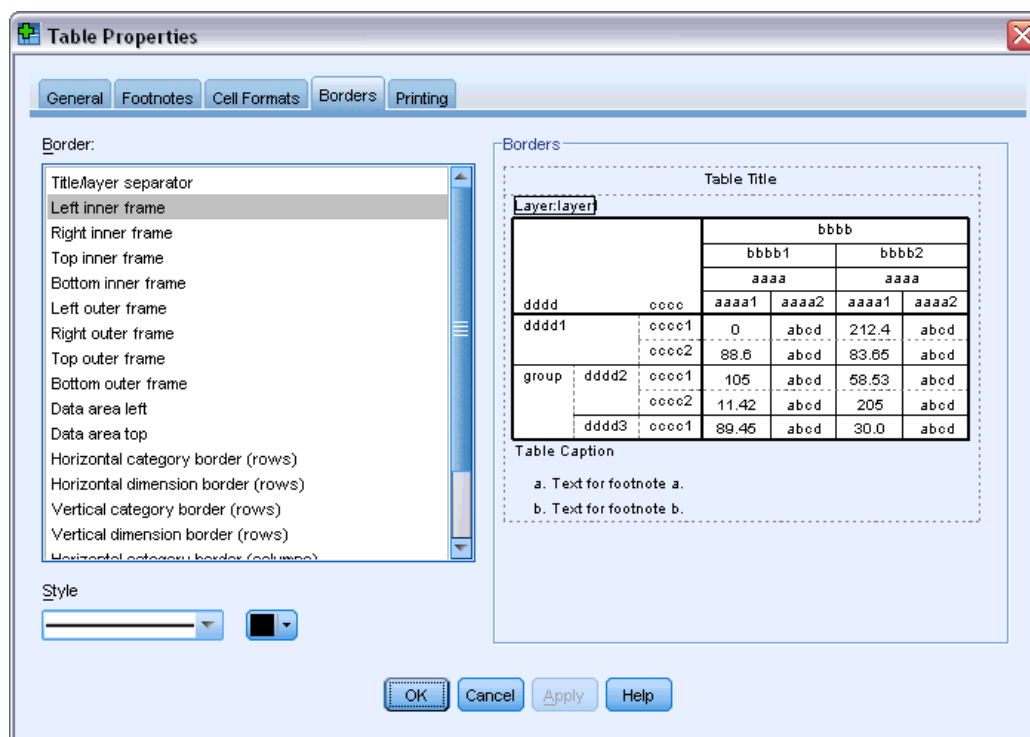 Table Properties
General Footnotes Cell Formats Borders Printing
Border:
Title/layer separator
Left inner frame
Right inner frame
Top inner frame
Bottom inner frame
Left outer frame
Right outer frame
Top outer frame
Bottom outer frame
Data area left
Data area top
Horizontal category border (rows)
Horizontal dimension border (rows)
Vertical category border (rows)
Vertical dimension border (rows)
Horizontal category border (columns)
Style
Borders
Table Title
Layer:layer1
bbbb
bbbb1 bbbb2
aaaa aaaa
dddd cccc aaaa1 aaaa2 aaaa1 aaaa2
dddd1 cccc1 0 abcd 212.4 abcd
cccc2 88.6 abcd 83.65 abcd
group dddd2 cccc1 105 abcd 58.53 abcd
cccc2 11.42 abcd 205 abcd
dddd3 cccc1 89.45 abcd 30.0 abcd
Table Caption
a. Text for footnote a.
b. Text for footnote b.
OK Cancel Apply Help